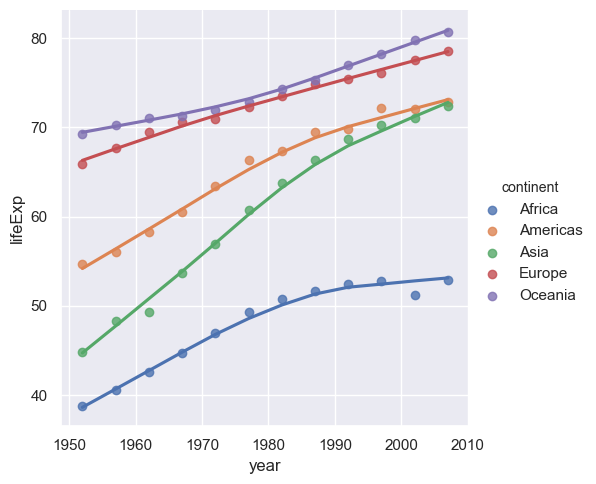 80
70
60
50
40
lifeExp
1950 1960 1970 1980 1990 2000 2010
year
continent
Africa
Americas
Asia
Europe
Oceania